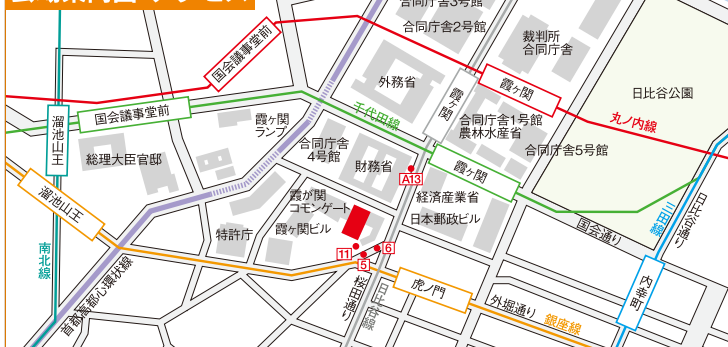 合同庁舎3号館
合同庁舎2号館
裁判所
合同庁舎
国会議事堂前
外務省
霞ヶ関
霞ヶ関
日比谷公園
国会議事堂前
霞ヶ関
ランプ
千代田線
合同庁舎1号館
農林水産省
丸ノ内線
溜池山王
総理大臣官邸
合同庁舎
4号館
財務省
合同庁舎5号館
霞ヶ関
A13
溜池山王
霞が関
コモンゲート
経済産業省
日本郵政ビル
特許庁
霞ヶ関ビル
国会通り
三田線
日比谷通り
11
6
5
南北線
首都高都心環状線
桜田通り
日比谷線
虎ノ門
外堀通り
銀座線
内幸町